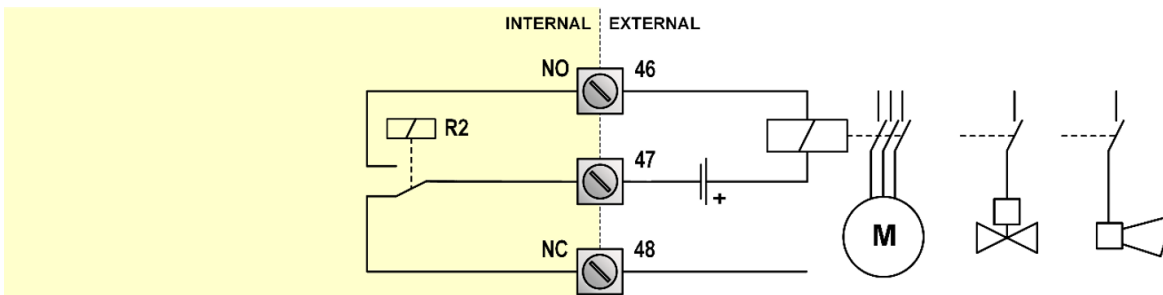 INTERNAL EXTERNAL
NO 46
R2
47
+
M
NC 48